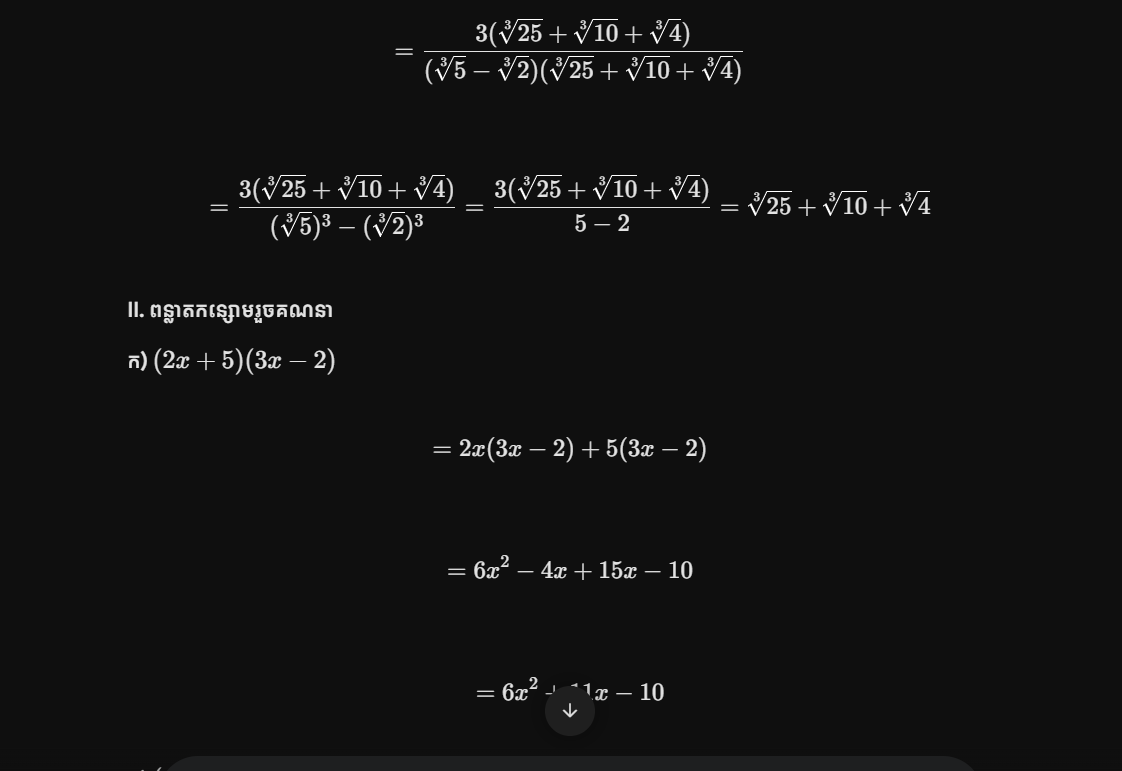 = 3(∛25 + ∛10 + ∛4) / (∛5 − ∛2)(∛25 + ∛10 + ∛4)
= 3(∛25 + ∛10 + ∛4) / (∛5)³ − (∛2)³ = 3(∛25 + ∛10 + ∛4) / 5 − 2 = ∛25 + ∛10 + ∛4
II. ពន្លាតកន្សោមរួចគណនា
ក) (2x + 5)(3x − 2)
= 2x(3x − 2) + 5(3x − 2)
= 6x² − 4x + 15x − 10
= 6x² + 11x − 10